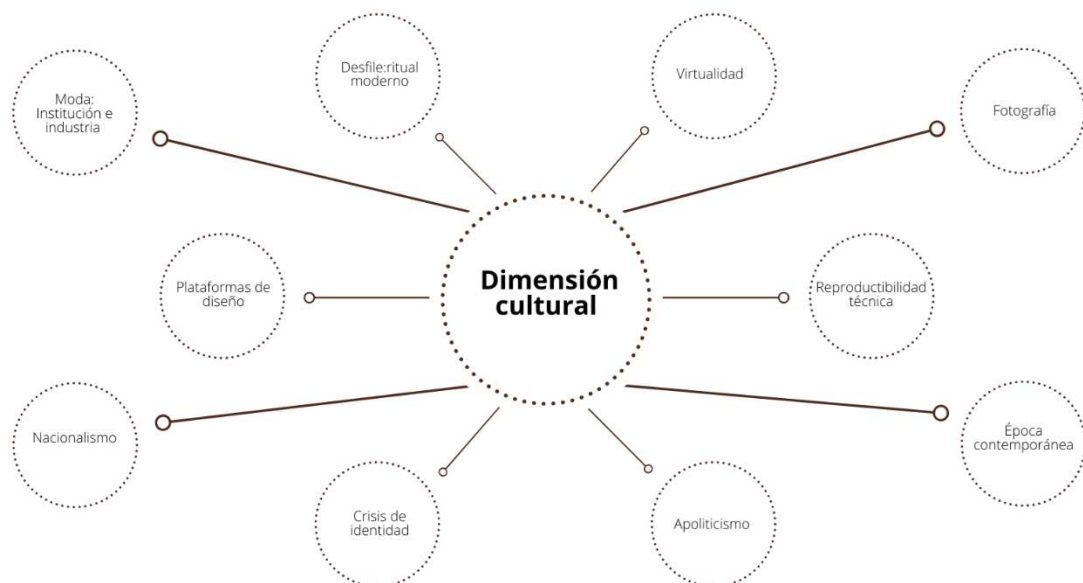 Desfile:ritual
moderno
Virtualidad
Moda:
Institución e
industria
Fotografía
Plataformas de
diseño
Dimensión
cultural
Reproductibilidad
técnica
Nacionalismo
Época
contemporánea
Crisis de
identidad
Apoliticismo